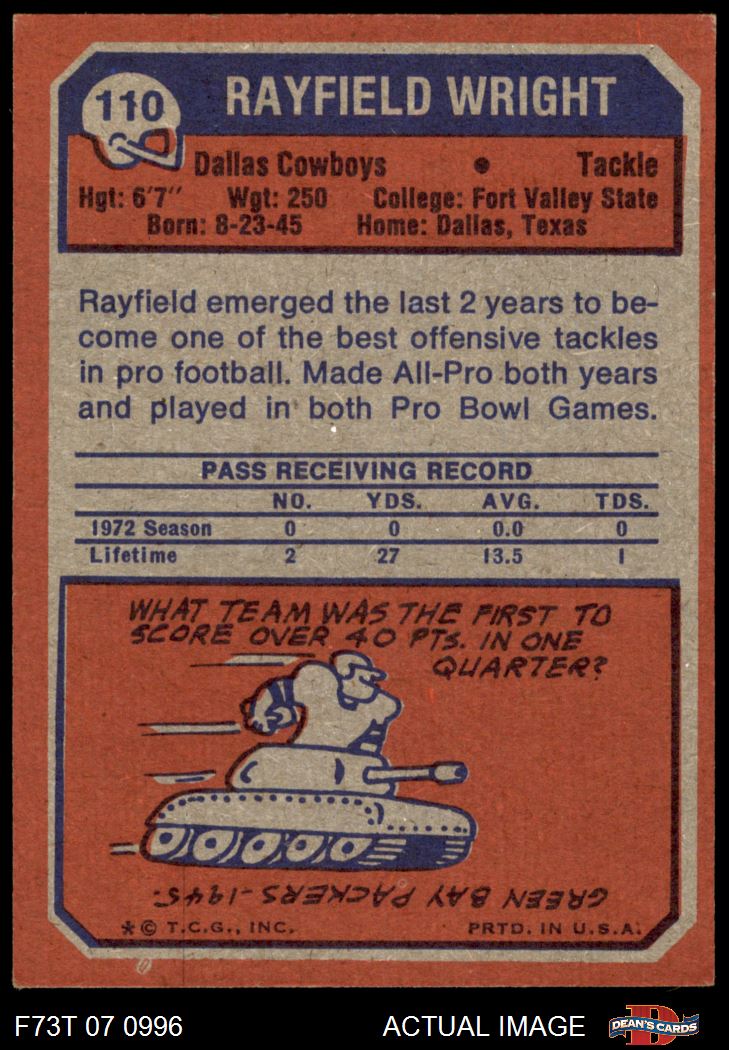 110
RAYFIELD WRIGHT
Dallas Cowboys • Tackle
Hgt: 6'7" Wgt: 250 College: Fort Valley State
Born: 8-23-45 Home: Dallas, Texas
Rayfield emerged the last 2 years to be-
come one of the best offensive tackles
in pro football. Made All-Pro both years
and played in both Pro Bowl Games.
PASS RECEIVING RECORD
NO. YDS. AVG. TDS.
1972 Season 0 0 0.0 0
Lifetime 2 27 13.5 1
WHAT TEAM WAS THE FIRST TO
SCORE OVER 40 PTS. IN ONE
QUARTER?
GREEN BAY PACKERS-1945.
*© T.C.G., INC. PRTD. IN U.S.A.
F73T 07 0996 ACTUAL IMAGE DEAN'S CARDS